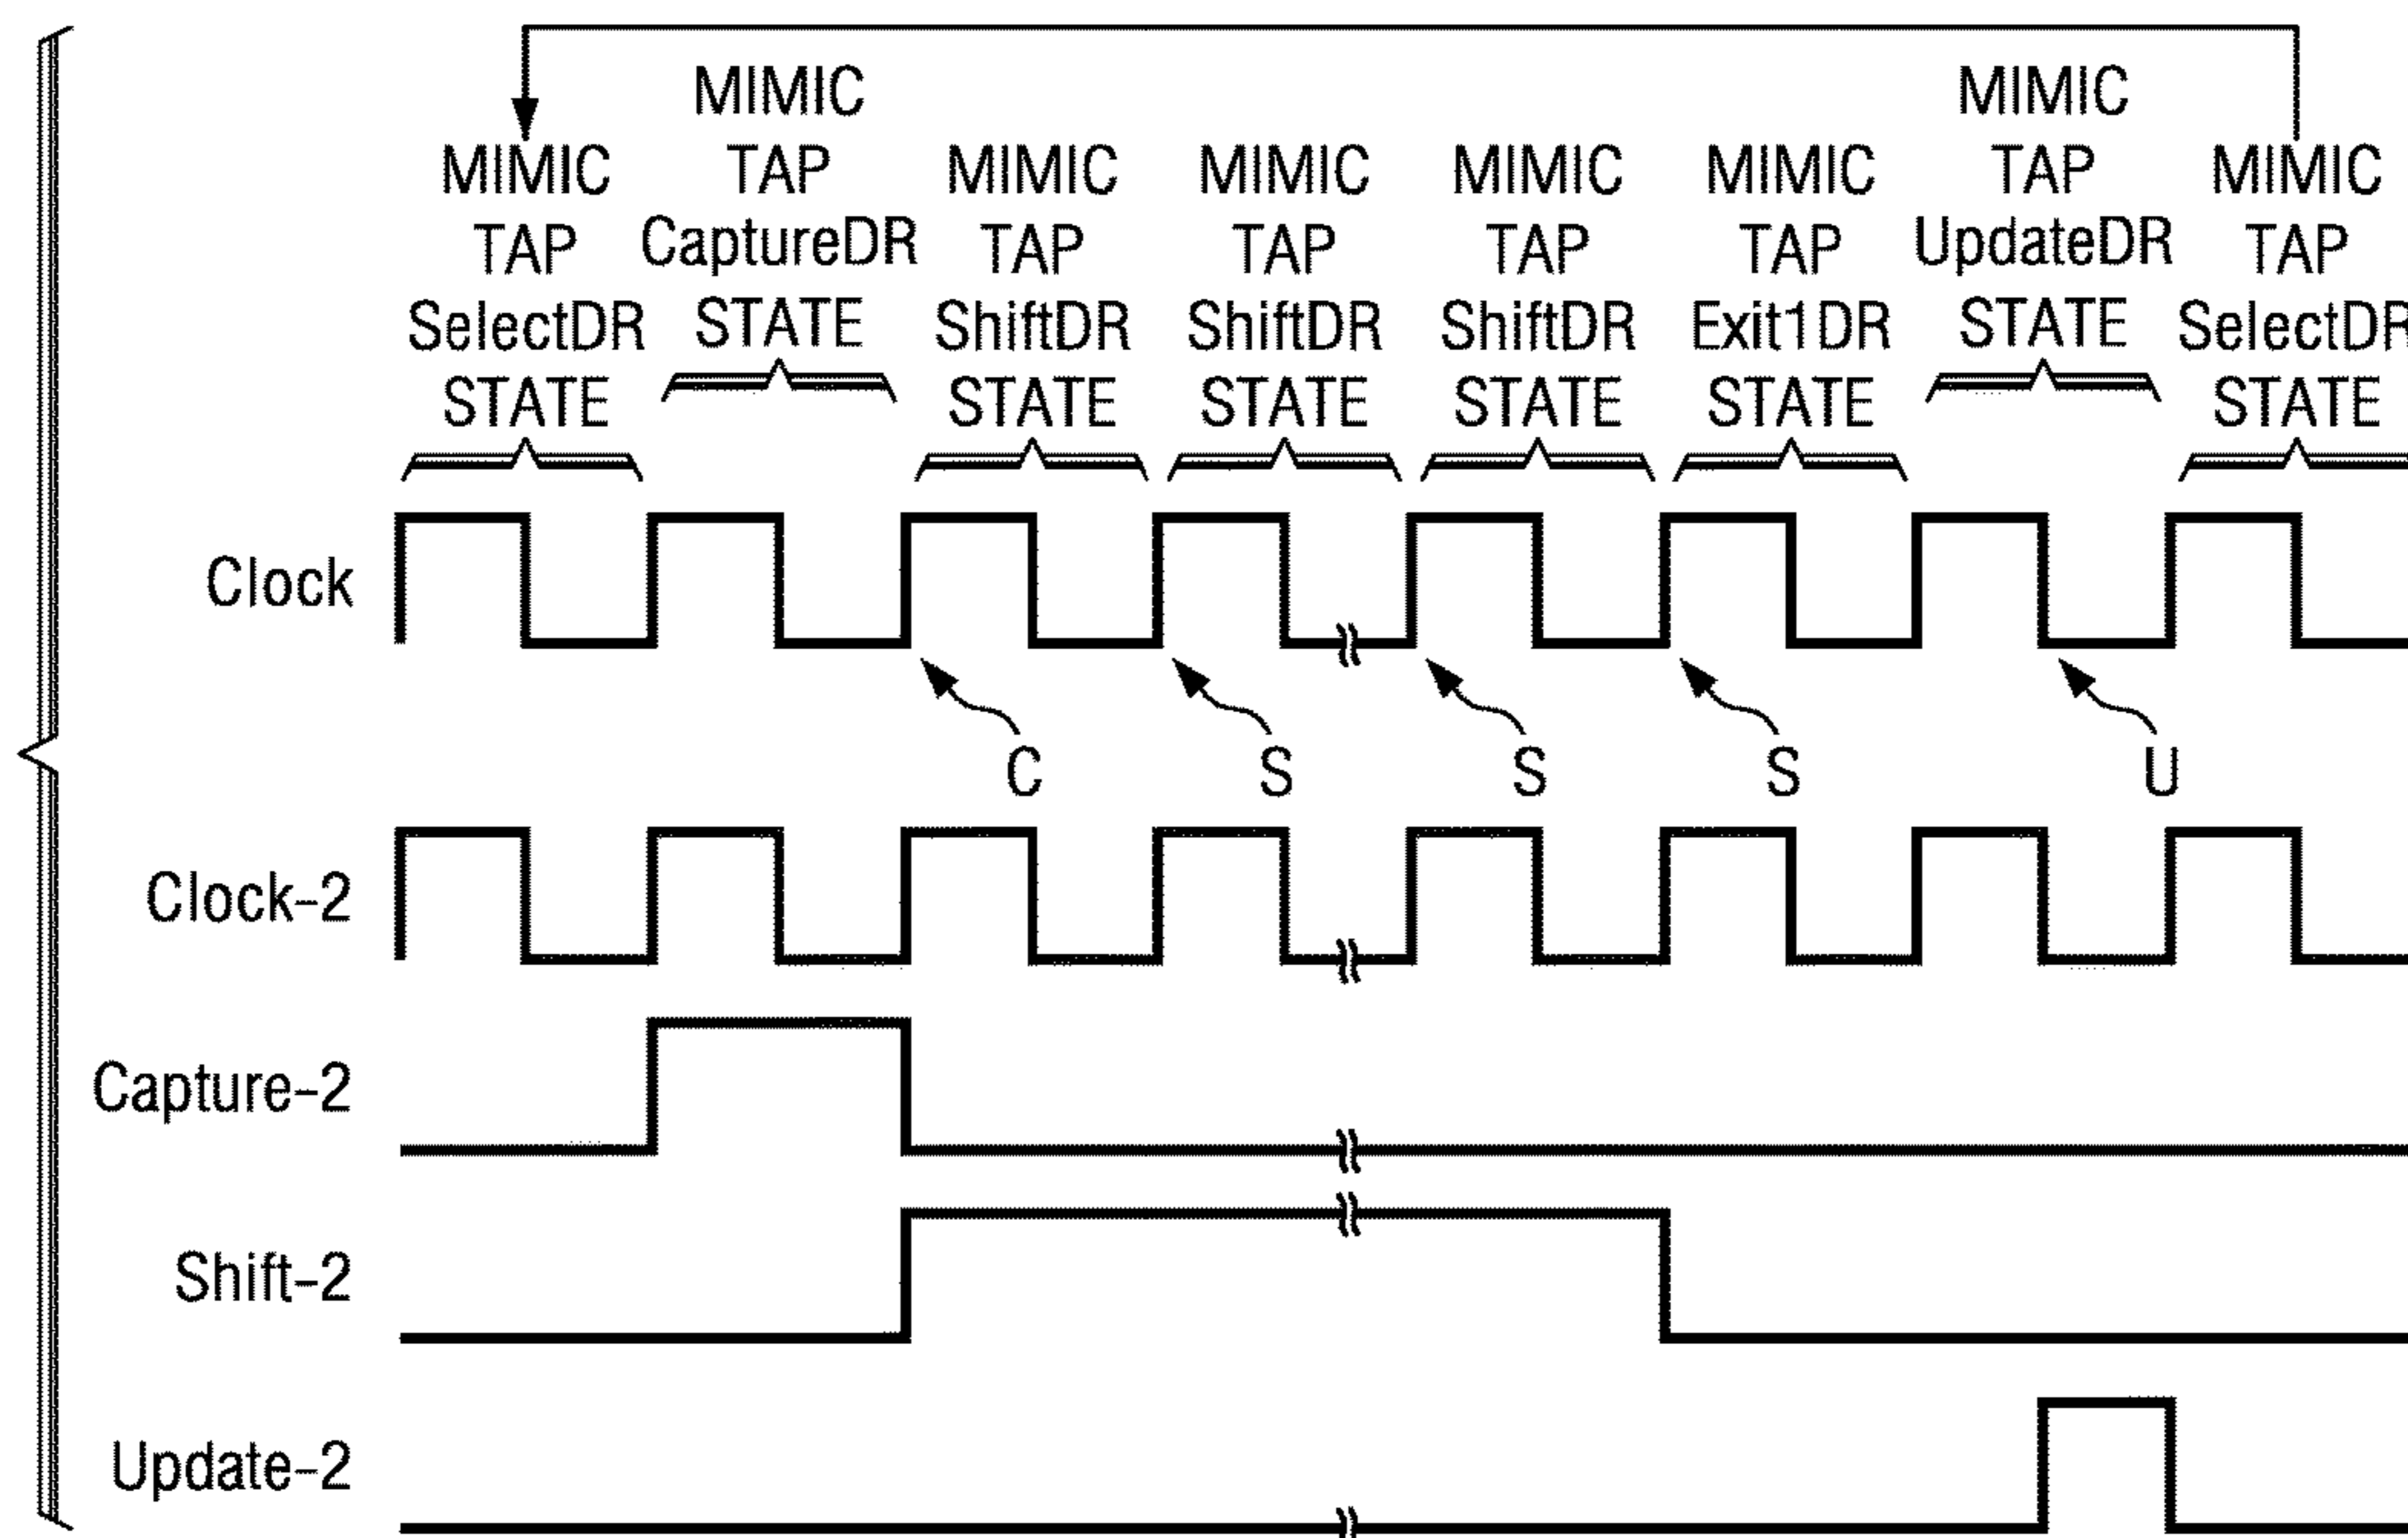 MIMIC
TAP
SelectDR
STATE
MIMIC
TAP
CaptureDR
STATE
MIMIC
TAP
ShiftDR
STATE
MIMIC
TAP
ShiftDR
STATE
MIMIC
TAP
ShiftDR
STATE
MIMIC
TAP
Exit1DR
STATE
MIMIC
TAP
UpdateDR
STATE
MIMIC
TAP
SelectDR
STATE
Clock
C
S
S
S
U
Clock-2
Capture-2
Shift-2
Update-2